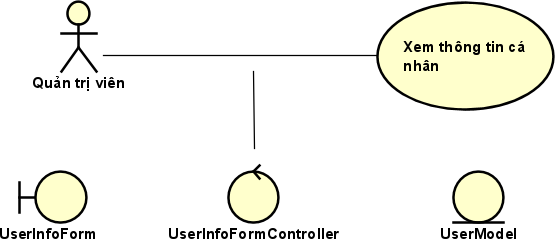 Xem thông tin cá
nhân
Quản trị viên
UserInfoForm
UserInfoFormController
UserModel